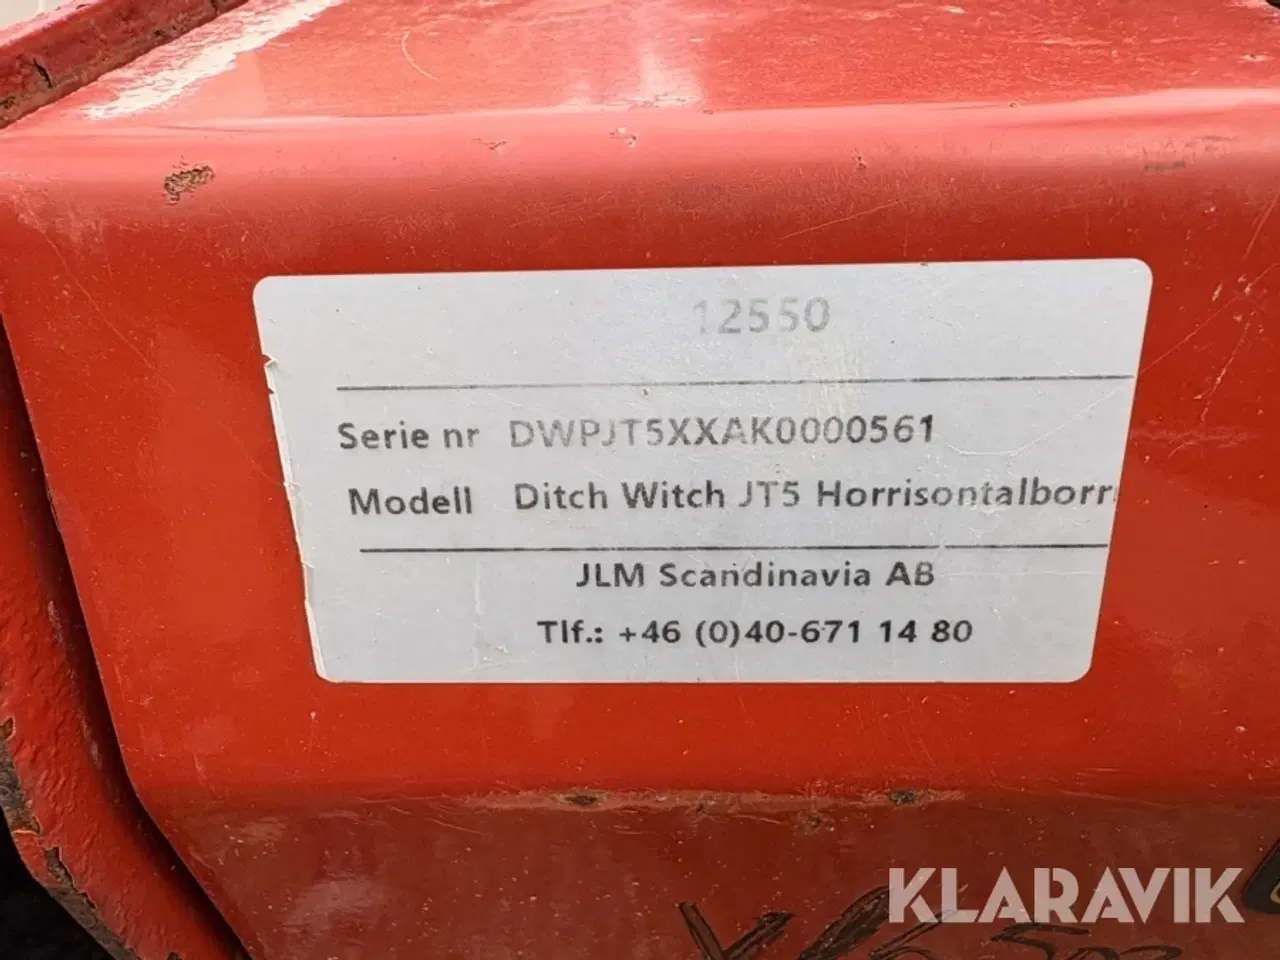 12550
Serie nr DWPJT5XXAK0000561
Modell Ditch Witch JT5 Horrisontalborr
JLM Scandinavia AB
Tlf.: +46 (0)40-671 14 80
KLARAVIK